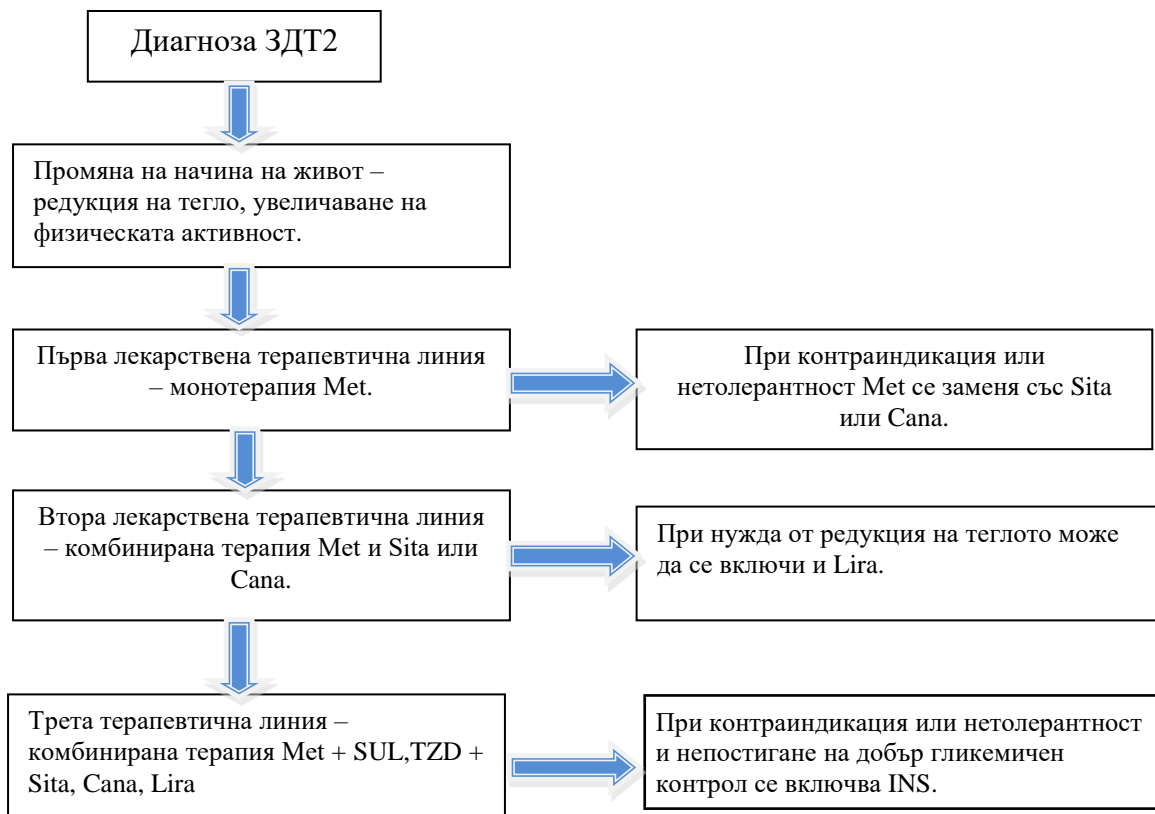 Диагноза ЗДТ2
Промяна на начина на живот –
редукция на тегло, увеличаване на
физическата активност.
Първа лекарствена терапевтична линия
– монотерапия Met.
При контраиндикация или
нетолерантност Met се заменя със Sita
или Cana.
Втора лекарствена терапевтична линия
– комбинирана терапия Met и Sita или
Cana.
При нужда от редукция на теглото може
да се включи и Lira.
Трета терапевтична линия –
комбинирана терапия Met + SUL,TZD +
Sita, Cana, Lira
При контраиндикация или нетолерантност
и непостигане на добър гликемичен
контрол се включва INS.